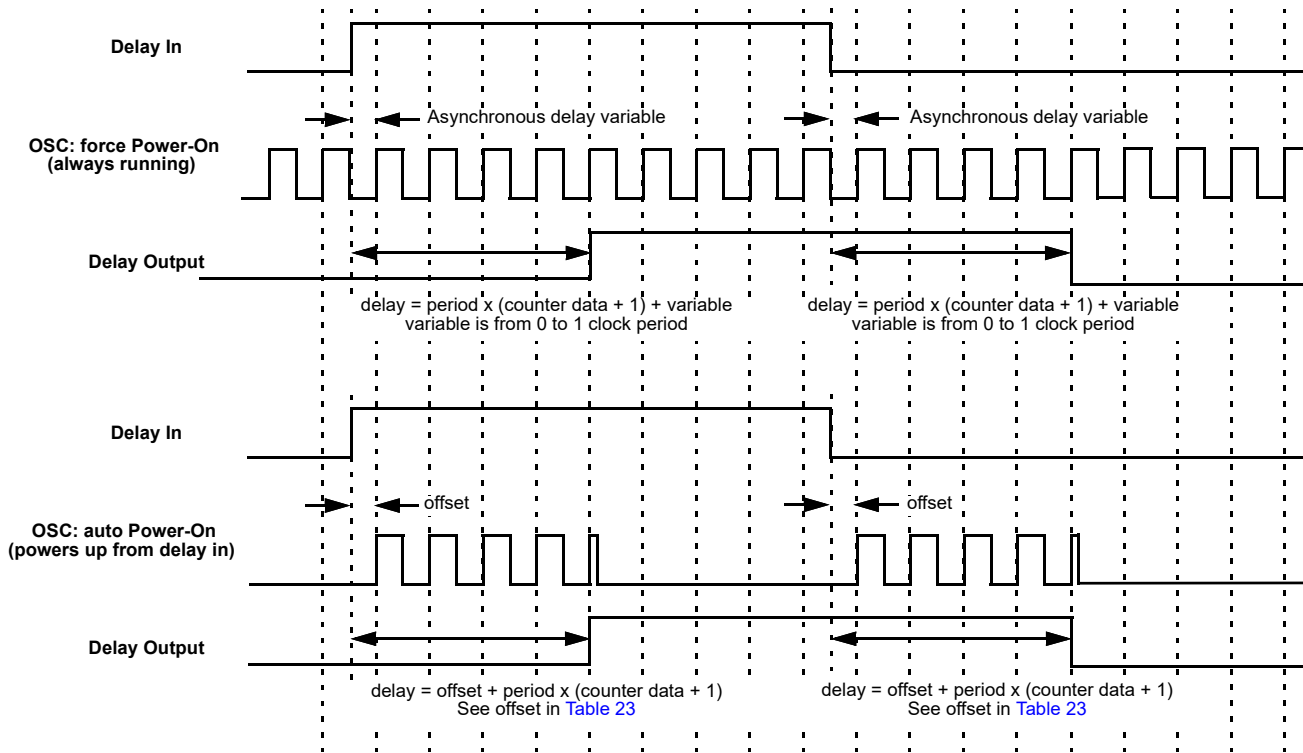 Delay In
Asynchronous delay variable
Asynchronous delay variable
OSC: force Power-On
(always running)
Delay Output
delay = period x (counter data + 1) + variable
variable is from 0 to 1 clock period
delay = period x (counter data + 1) + variable
variable is from 0 to 1 clock period
Delay In
offset
offset
OSC: auto Power-On
(powers up from delay in)
Delay Output
delay = offset + period x (counter data + 1)
See offset in Table 23
delay = offset + period x (counter data + 1)
See offset in Table 23